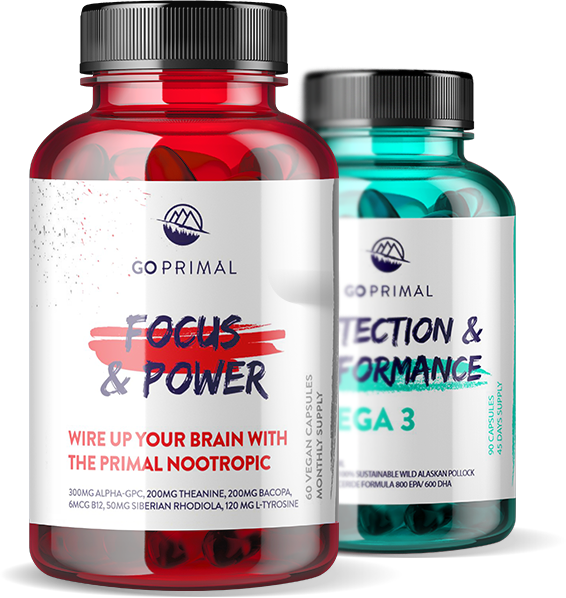 GO PRIMAL
FOCUS
& POWER
WIRE UP YOUR BRAIN WITH
THE PRIMAL NOOTROPIC
300MG ALPHA-GPC, 200MG THEANINE, 200MG BACOPA,
6MCG B12, 50MG SIBERIAN RHODIOLA, 120 MG L-TYROSINE
60 VEGAN CAPSULES
MONTHLY SUPPLY
GO PRIMAL
TECTION &
FORMANCE
EGA 3
SUSTAINABLE WILD ALASKAN POLLOCK
FORMULA 800 EPA/ 600 DHA
90 CAPSULES
45 DAYS SUPPLY